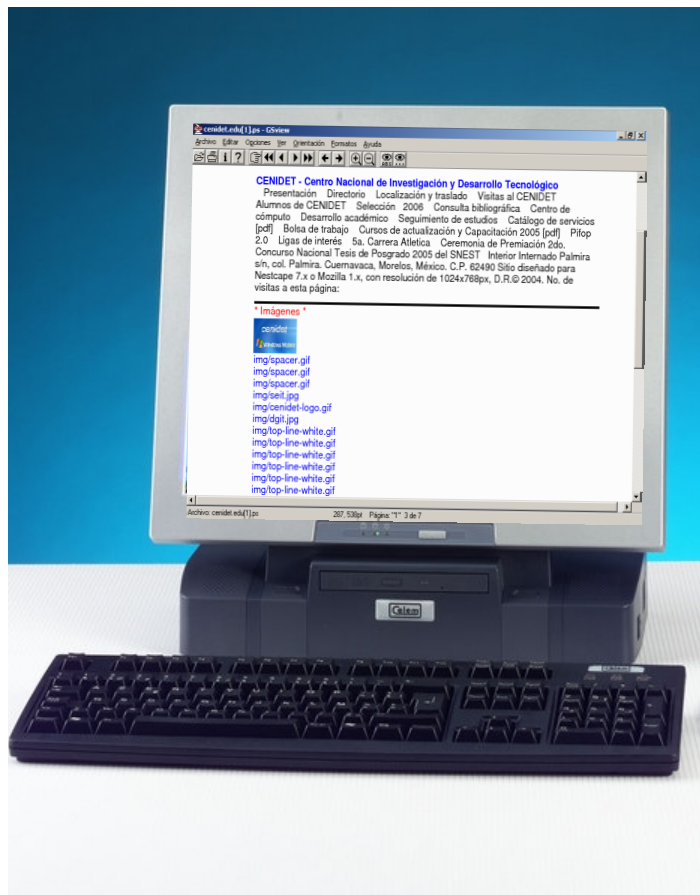 cenidet.edu[1].ps - GSview
Archivo Editar Opciones Ver Orientación Formatos Ayuda
CENIDET - Centro Nacional de Investigación y Desarrollo Tecnológico
Presentación Directorio Localización y traslado Visitas al CENIDET
Alumnos de CENIDET Selección 2006 Consulta bibliográfica Centro de
cómputo Desarrollo académico Seguimiento de estudios Catálogo de servicios
[pdf] Bolsa de trabajo Cursos de actualización y Capacitación 2005 [pdf] Pifop
2.0 Ligas de interés 5a. Carrera Atletica Ceremonia de Premiación 2do.
Concurso Nacional Tesis de Posgrado 2005 del SNEST Interior Internado Palmira
s/n, col. Palmira. Cuernavaca, Morelos, México. C.P. 62490 Sitio diseñado para
Nestcape 7.x o Mozilla 1.x, con resolución de 1024x768px, D.R.© 2004. No. de
visitas a esta página:
* Imágenes *
cenidet
img/spacer.gif
img/spacer.gif
img/spacer.gif
img/seit.jpg
img/cenidet-logo.gif
img/dgit.jpg
img/top-line-white.gif
img/top-line-white.gif
img/top-line-white.gif
img/top-line-white.gif
img/top-line-white.gif
img/top-line-white.gif
Archivo: cenidet.edu[1].ps 287, 538pt Página: "1" 3 de 7